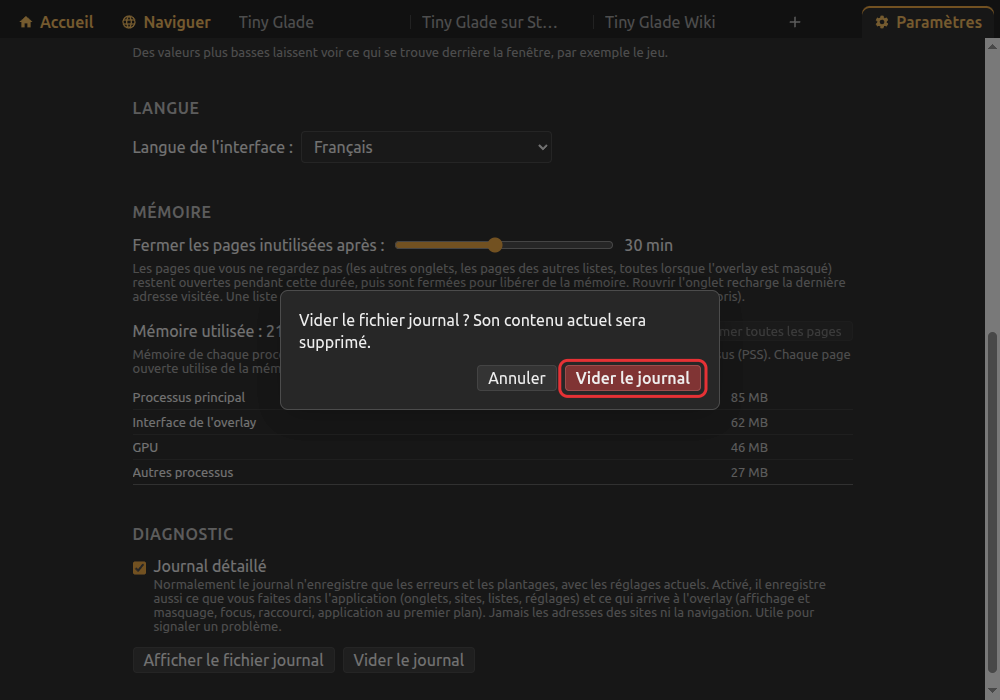 Accueil
Naviguer
Tiny Glade
Tiny Glade sur St…
Tiny Glade Wiki
+
Paramètres
Des valeurs plus basses laissent voir ce qui se trouve derrière la fenêtre, par exemple le jeu.
LANGUE
Langue de l'interface :
Français
MÉMOIRE
Fermer les pages inutilisées après :
30 min
Les pages que vous ne regardez pas (les autres onglets, les pages des autres listes, toutes lorsque l'overlay est masqué)
restent ouvertes pendant cette durée, puis sont fermées pour libérer de la mémoire. Rouvrir l'onglet recharge la dernière
adresse visitée. Une liste
Vider le fichier journal ? Son contenu actuel sera
supprimé.
Mémoire utilisée :
toutes les pages
Mémoire de chaque
(PSS). Chaque page
ouverte utilise de la
Annuler
Vider le journal
Processus principal
85 MB
Interface de l'overlay
62 MB
GPU
46 MB
Autres processus
27 MB
DIAGNOSTIC
Journal détaillé
Normalement le journal n'enregistre que les erreurs et les plantages, avec les réglages actuels. Activé, il enregistre
aussi ce que vous faites dans l'application (onglets, sites, listes, réglages) et ce qui arrive à l'overlay (affichage et
masquage, focus, raccourci, application au premier plan). Jamais les adresses des sites ni la navigation. Utile pour
signaler un problème.
Afficher le fichier journal
Vider le journal